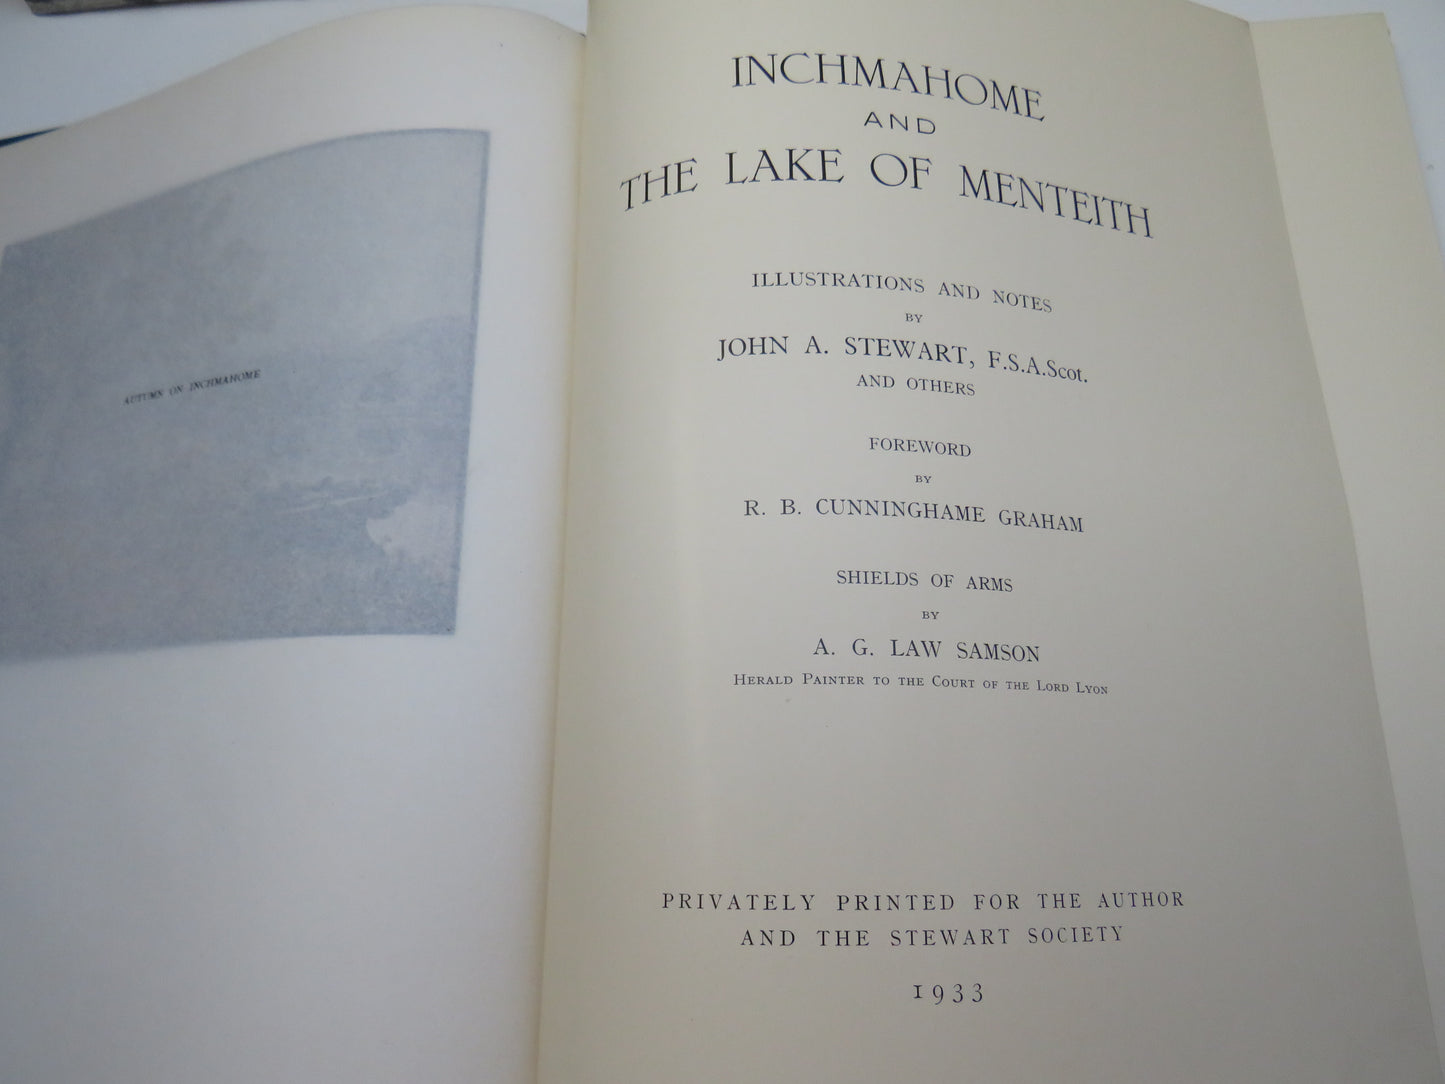 AUTUMN ON INCHMAHOME
INCHMAHOME
AND
THE LAKE OF MENTEITH
ILLUSTRATIONS AND NOTES
BY
JOHN A. STEWART, F.S.A.Scot.
AND OTHERS
FOREWORD
BY
R. B. CUNNINGHAME GRAHAM
SHIELDS OF ARMS
BY
A. G. LAW SAMSON
HERALD PAINTER TO THE COURT OF THE LORD LYON
PRIVATELY PRINTED FOR THE AUTHOR
AND THE STEWART SOCIETY
1933